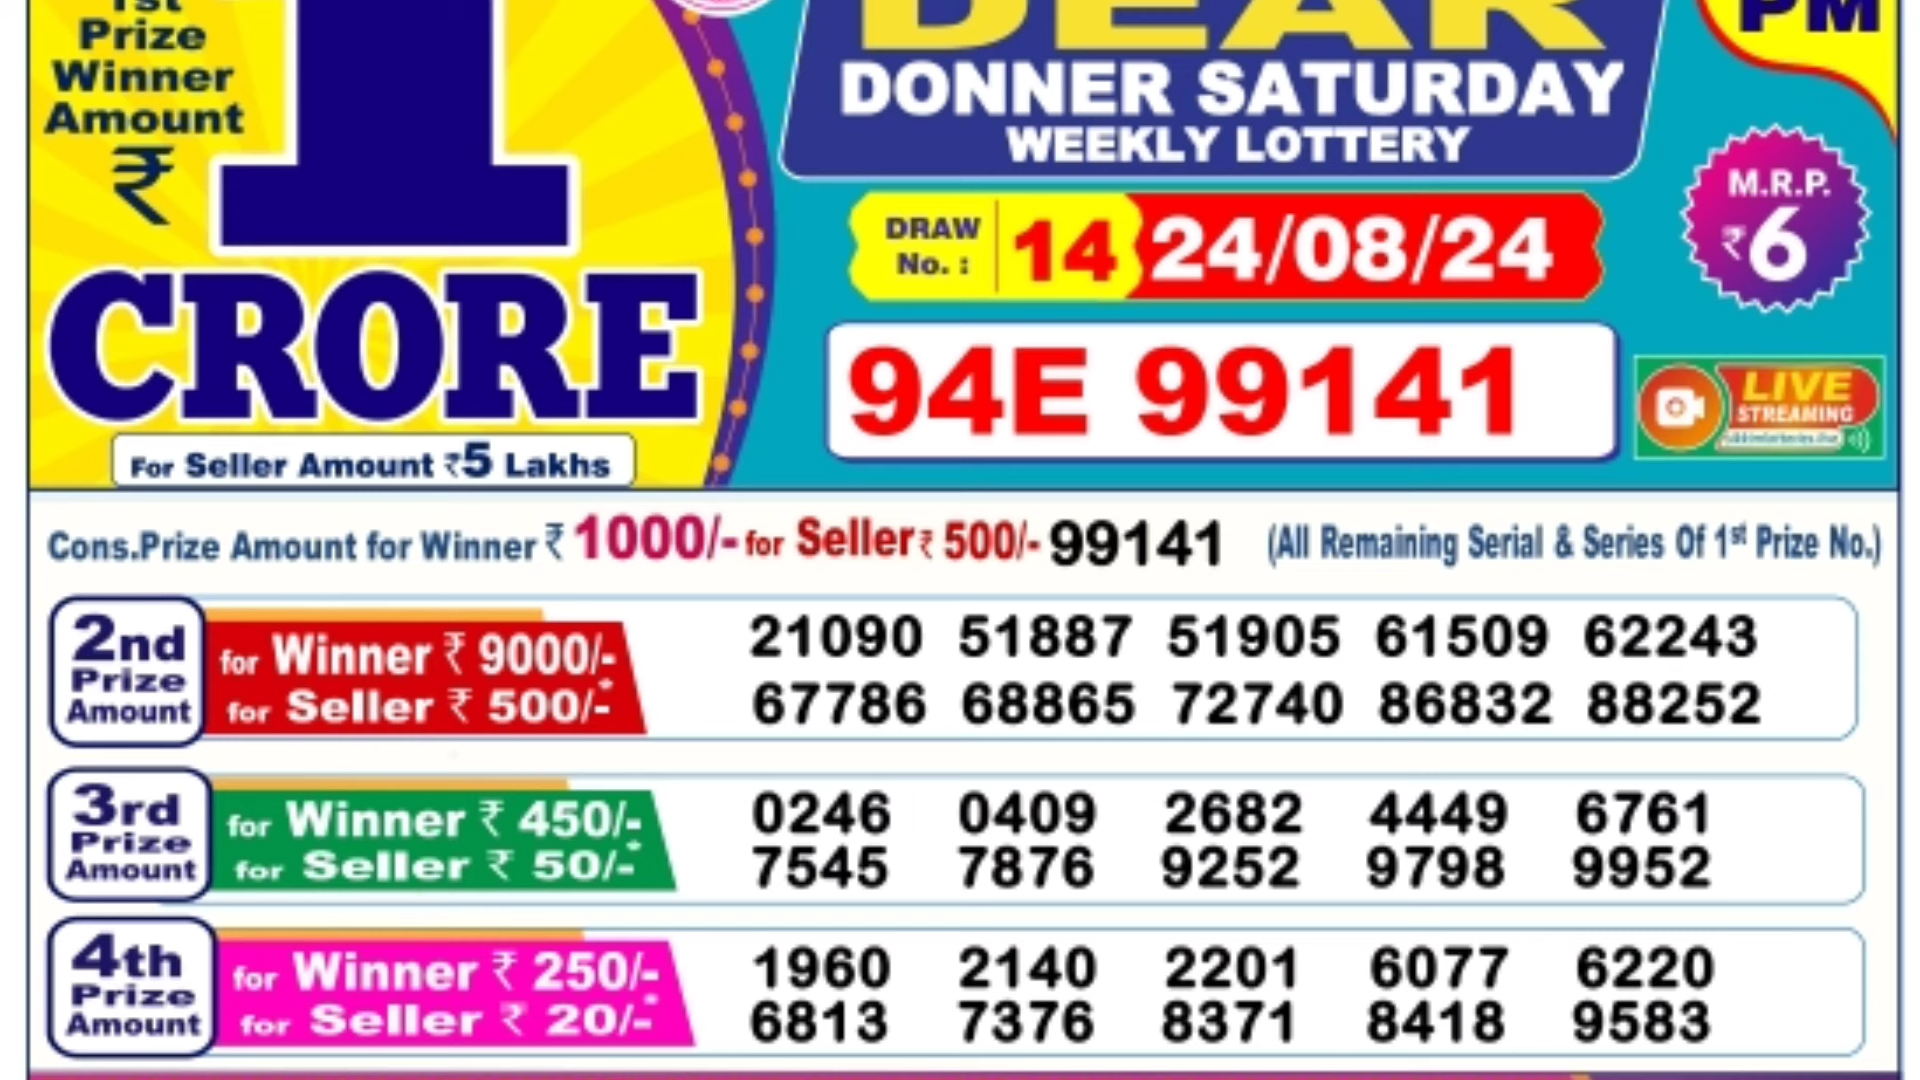 1st
Prize
Winner
Amount
₹
1
CRORE
For Seller Amount ₹5 Lakhs
DEAR
DONNER SATURDAY
WEEKLY LOTTERY
PM
M.R.P.
₹6
DRAW
No. :
14
24/08/24
94E 99141
LIVE
STREAMING
Cons.Prize Amount for Winner ₹ 1000/- for Seller ₹ 500/- 99141 (All Remaining Serial & Series Of 1st Prize No.)
2nd
Prize
Amount
for Winner ₹ 9000/-
for Seller ₹ 500/-*
21090 51887 51905 61509 62243
67786 68865 72740 86832 88252
3rd
Prize
Amount
for Winner ₹ 450/-
for Seller ₹ 50/-*
0246 0409 2682 4449 6761
7545 7876 9252 9798 9952
4th
Prize
Amount
for Winner ₹ 250/-
for Seller ₹ 20/-*
1960 2140 2201 6077 6220
6813 7376 8371 8418 9583